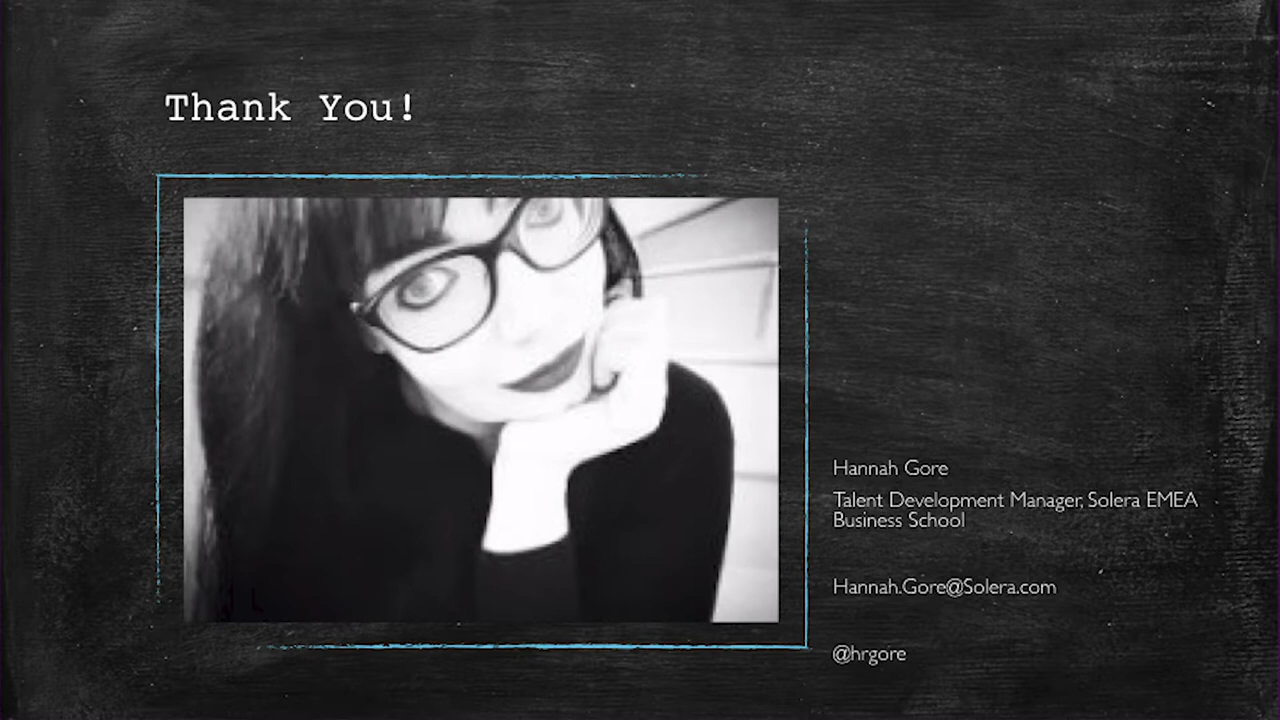 Thank You!
Hannah Gore
Talent Development Manager, Solera EMEA
Business School
Hannah.Gore@Solera.com
@hrgore